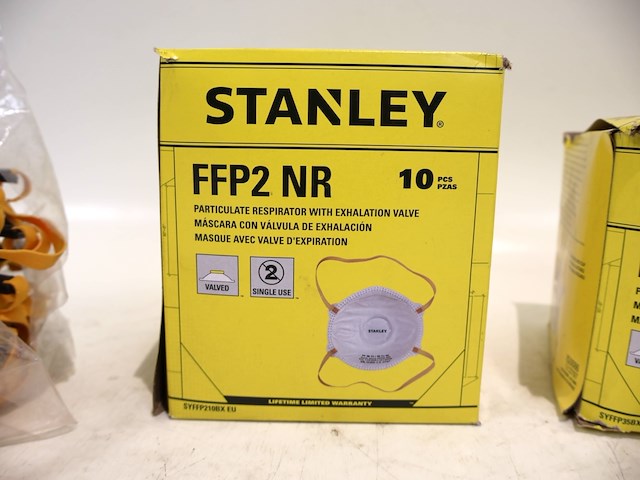 STANLEY®
FFP2 NR
10 PCS
PZAS
PARTICULATE RESPIRATOR WITH EXHALATION VALVE
MÁSCARA CON VÁLVULA DE EXHALACIÓN
MASQUE AVEC VALVE D'EXPIRATION
VALVED
2
SINGLE USE
STANLEY
LIFETIME LIMITED WARRANTY
SYFFP210BX EU